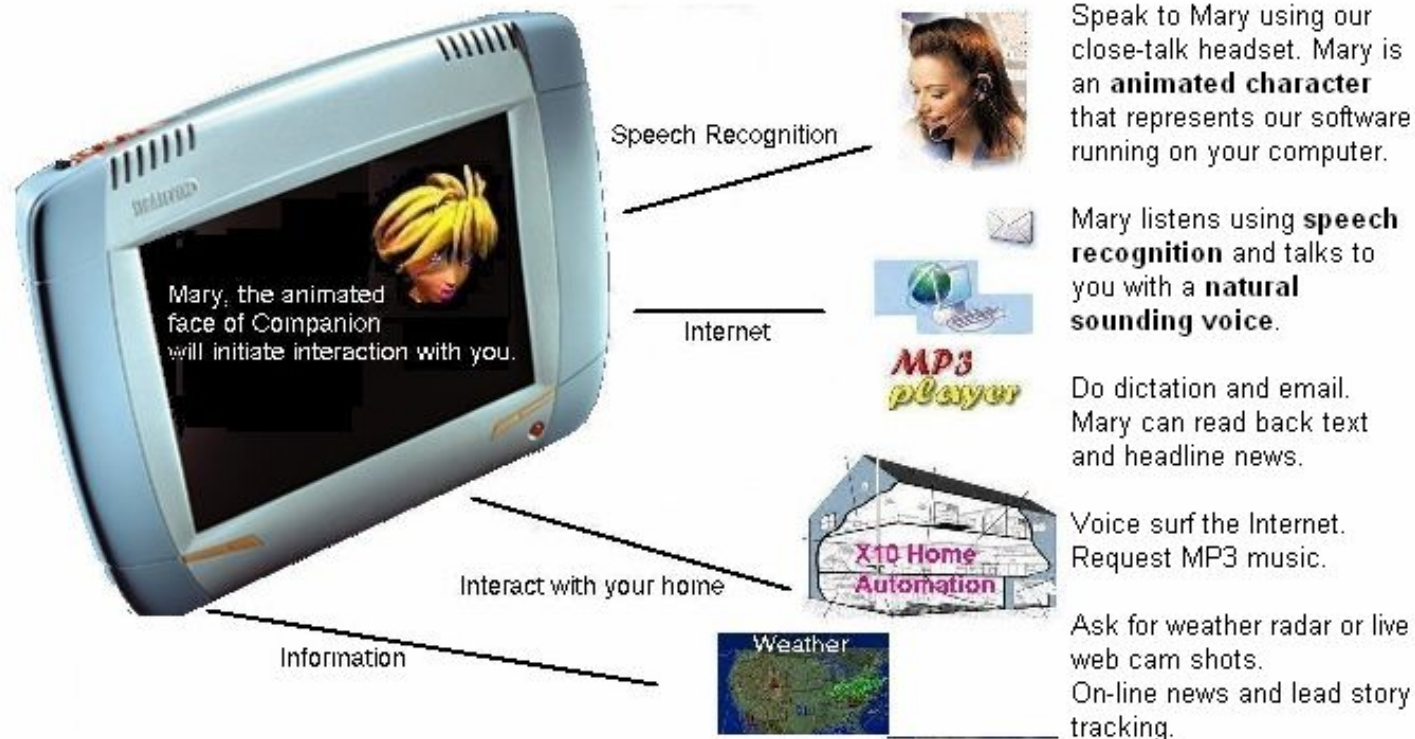 Speak to Mary using our
close-talk headset. Mary is
an animated character
that represents our software
running on your computer.
Speech Recognition
Mary listens using speech
recognition and talks to
you with a natural
sounding voice.
Mary, the animated
face of Companion
will initiate interaction with you.
Internet
MP3
player
Do dictation and email.
Mary can read back text
and headline news.
Voice surf the Internet.
Request MP3 music.
X10 Home
Automation
Interact with your home
Ask for weather radar or live
web cam shots.
On-line news and lead story
tracking.
Weather
Information